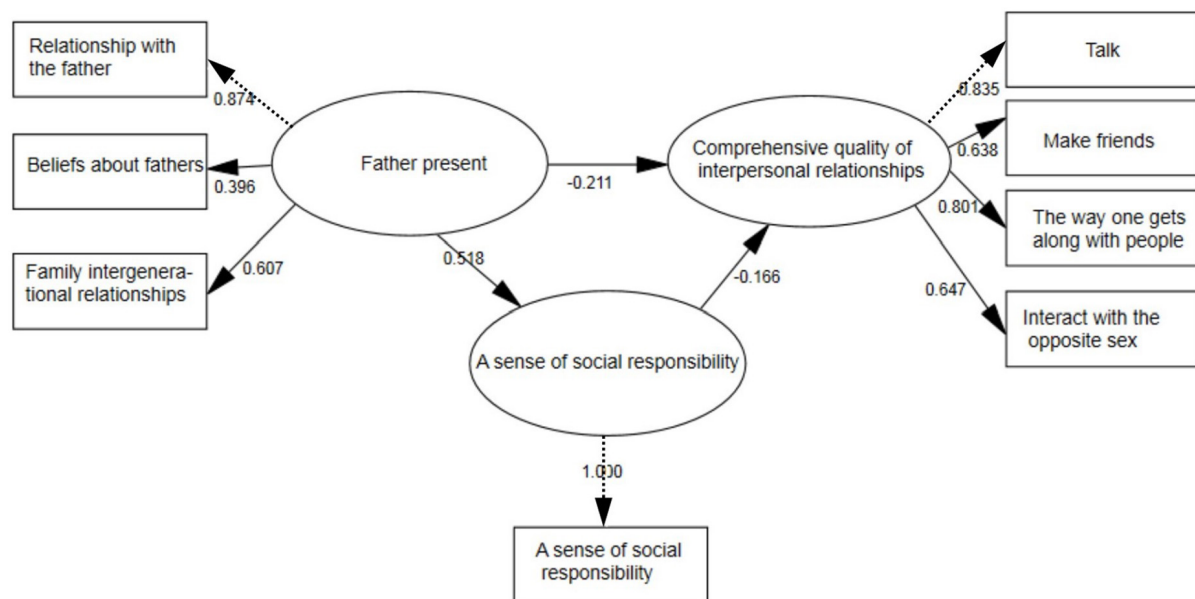 Relationship with
the father
0.874
Beliefs about fathers
0.396
Family intergenera-
tional relationships
0.607
Father present
-0.211
0.518
Comprehensive quality of
interpersonal relationships
-0.166
A sense of social responsibility
1.000
A sense of social
responsibility
0.835
Talk
0.638
Make friends
0.801
The way one gets
along with people
0.647
Interact with the
opposite sex